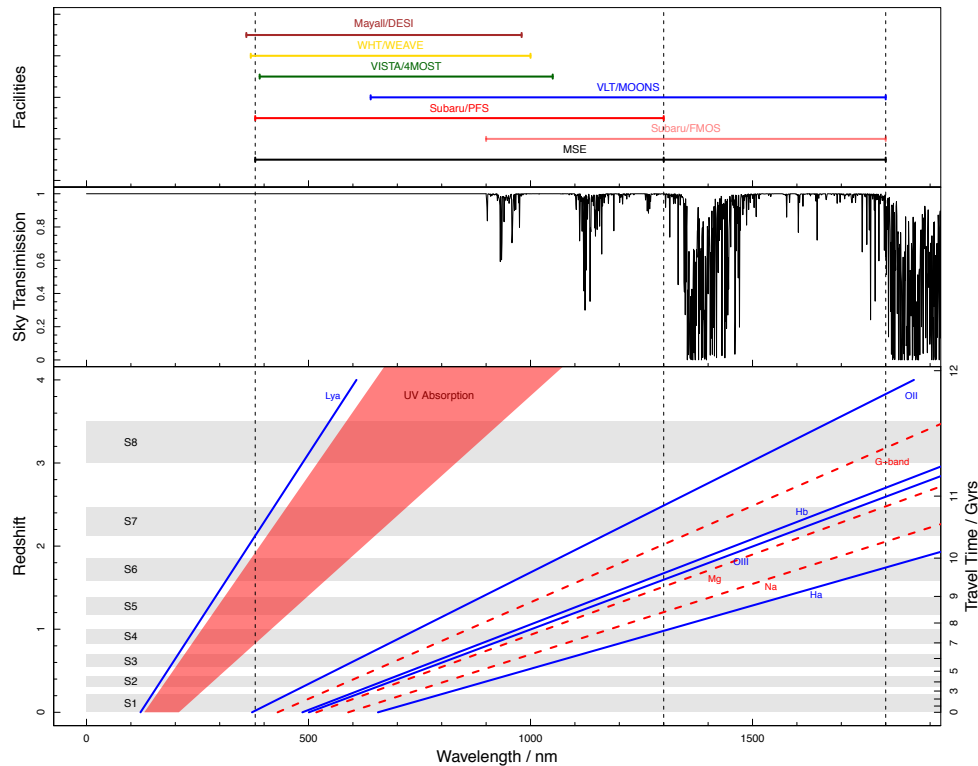 Facilities
Mayall/DESI
WHT/WEAVE
VISTA/4MOST
VLT/MOONS
Subaru/PFS
Subaru/FMOS
MSE
Sky Transimission
1
0.8
0.6
0.4
0.2
0
Redshift
4
3
2
1
0
Lya
UV Absorption
OII
G-band
Hb
OIII
Mg
Na
Ha
S8
S7
S6
S5
S4
S3
S2
S1
12
11
10
9
8
7
5
3
0
Travel Time / Gyrs
0 500 1000 1500
Wavelength / nm